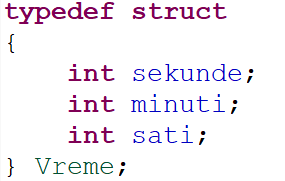 typedef struct
{
    int sekunde;
    int minuti;
    int sati;
} Vreme;